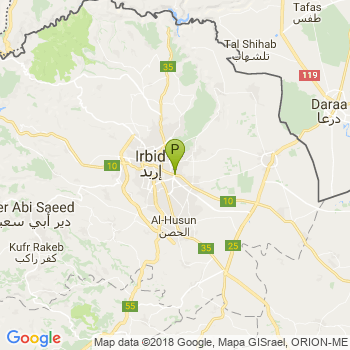 Tafas
طفس
Tal Shihab
تلشهاب
35
119
Daraa
درعا
P
Irbid
إربد
10
er Abi Saeed
دير أبي سعيد
10
Al-Husun
الحصن
Kufr Rakeb
كفر راكب
35
25
55
Google
Map data ©2018 Google, Mapa GISrael, ORION-ME